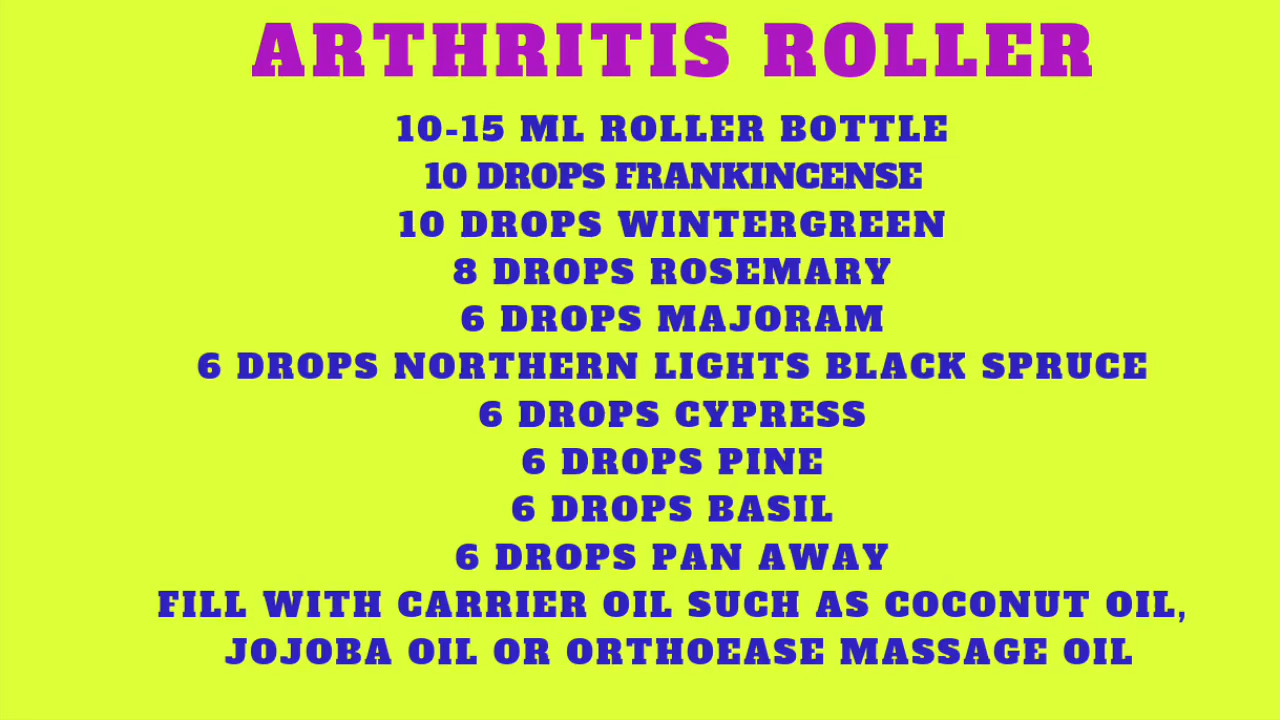 ARTHRITIS ROLLER
10-15 ML ROLLER BOTTLE
10 DROPS FRANKINCENSE
10 DROPS WINTERGREEN
8 DROPS ROSEMARY
6 DROPS MAJORAM
6 DROPS NORTHERN LIGHTS BLACK SPRUCE
6 DROPS CYPRESS
6 DROPS PINE
6 DROPS BASIL
6 DROPS PAN AWAY
FILL WITH CARRIER OIL SUCH AS COCONUT OIL,
JOJOBA OIL OR ORTHOEASE MASSAGE OIL